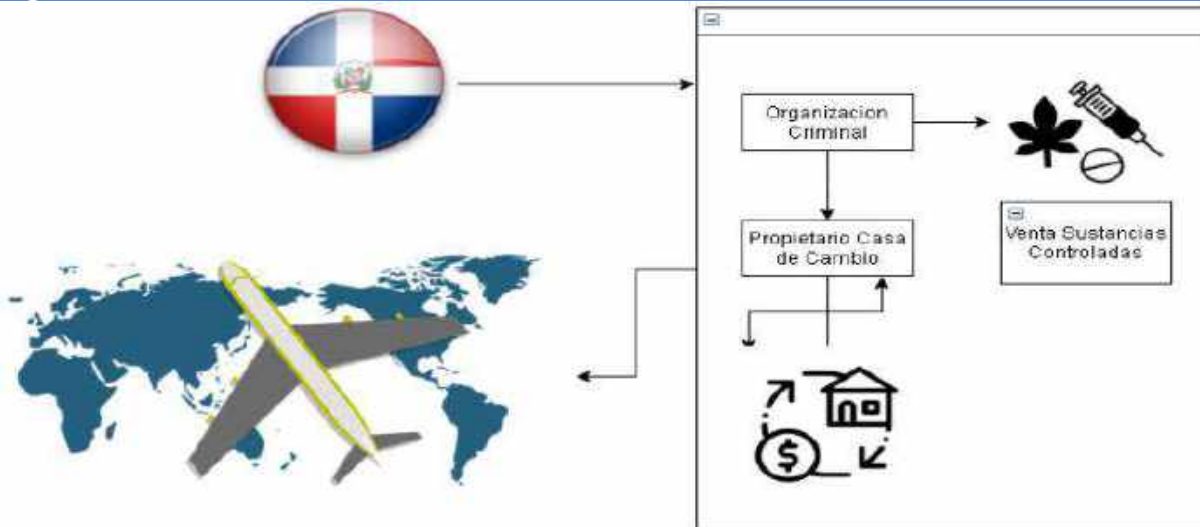 Organizacion
Criminal
Propietario Casa
de Cambio
Venta Sustancias
Controladas